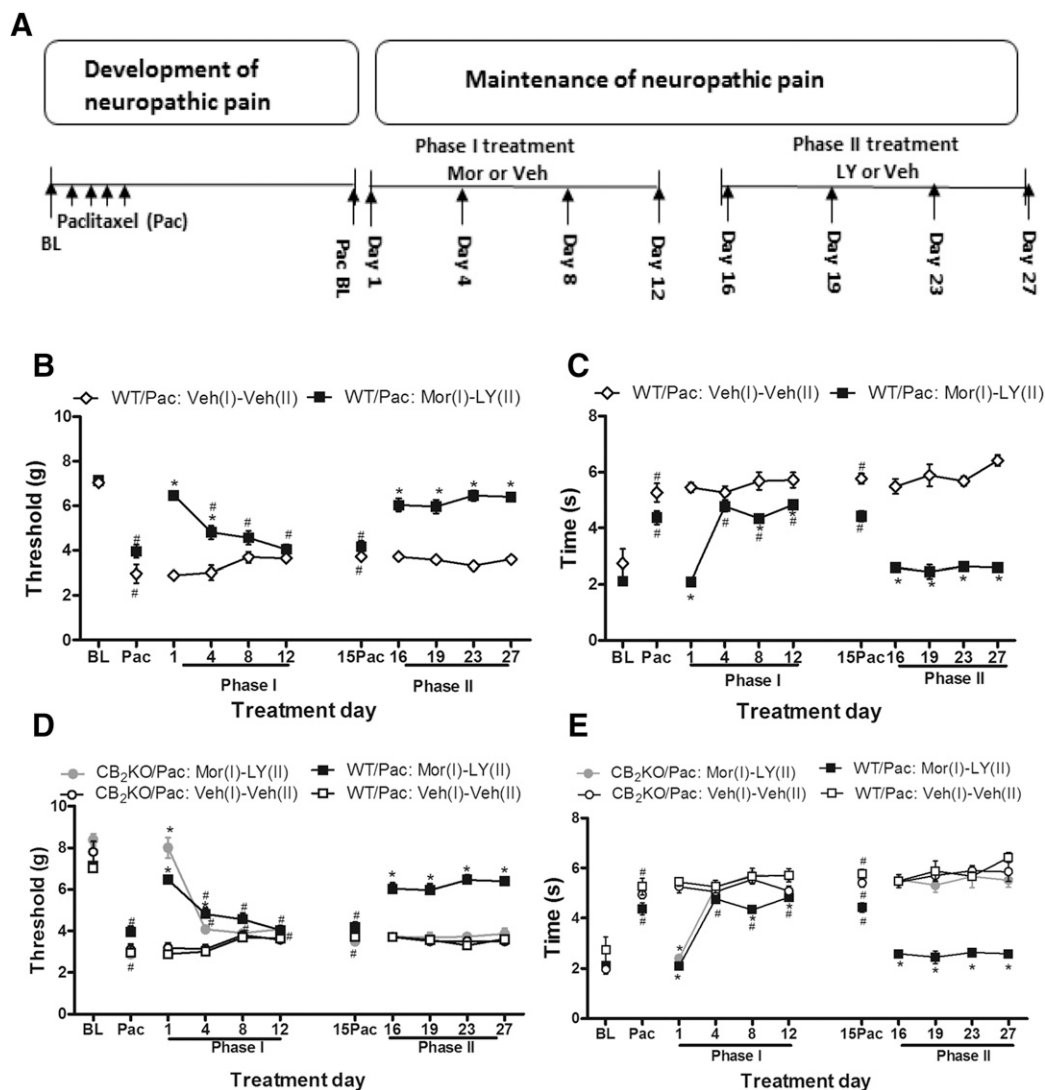 A
Development of
neuropathic pain
Maintenance of neuropathic pain
Phase I treatment
Mor or Veh
Phase II treatment
LY or Veh
Paclitaxel (Pac)
BL
Pac BL
Day 1
Day 4
Day 8
Day 12
Day 16
Day 19
Day 23
Day 27
B
WT/Pac: Veh(I)-Veh(II) WT/Pac: Mor(I)-LY(II)
Threshold (g)
10
8
6
4
2
0
* # * # # # # # # * * * *
BL Pac 1 4 8 12 15Pac 16 19 23 27
Phase I Phase II
Treatment day
C
WT/Pac: Veh(I)-Veh(II) WT/Pac: Mor(I)-LY(II)
Time (s)
8
6
4
2
0
# # * # * # * # # # * * * *
BL Pac 1 4 8 12 15Pac 16 19 23 27
Phase I Phase II
Treatment day
D
CB2KO/Pac: Mor(I)-LY(II) WT/Pac: Mor(I)-LY(II)
CB2KO/Pac: Veh(I)-Veh(II) WT/Pac: Veh(I)-Veh(II)
Threshold (g)
10
8
6
4
2
0
# # * * # * # # # # # # # * * * *
BL Pac 1 4 8 12 15Pac 16 19 23 27
Phase I Phase II
Treatment day
E
CB2KO/Pac: Mor(I)-LY(II) WT/Pac: Mor(I)-LY(II)
CB2KO/Pac: Veh(I)-Veh(II) WT/Pac: Veh(I)-Veh(II)
Time (s)
8
6
4
2
0
# # * * # * # * # # # # * * * *
BL Pac 1 4 8 12 15Pac 16 19 23 27
Phase I Phase II
Treatment day